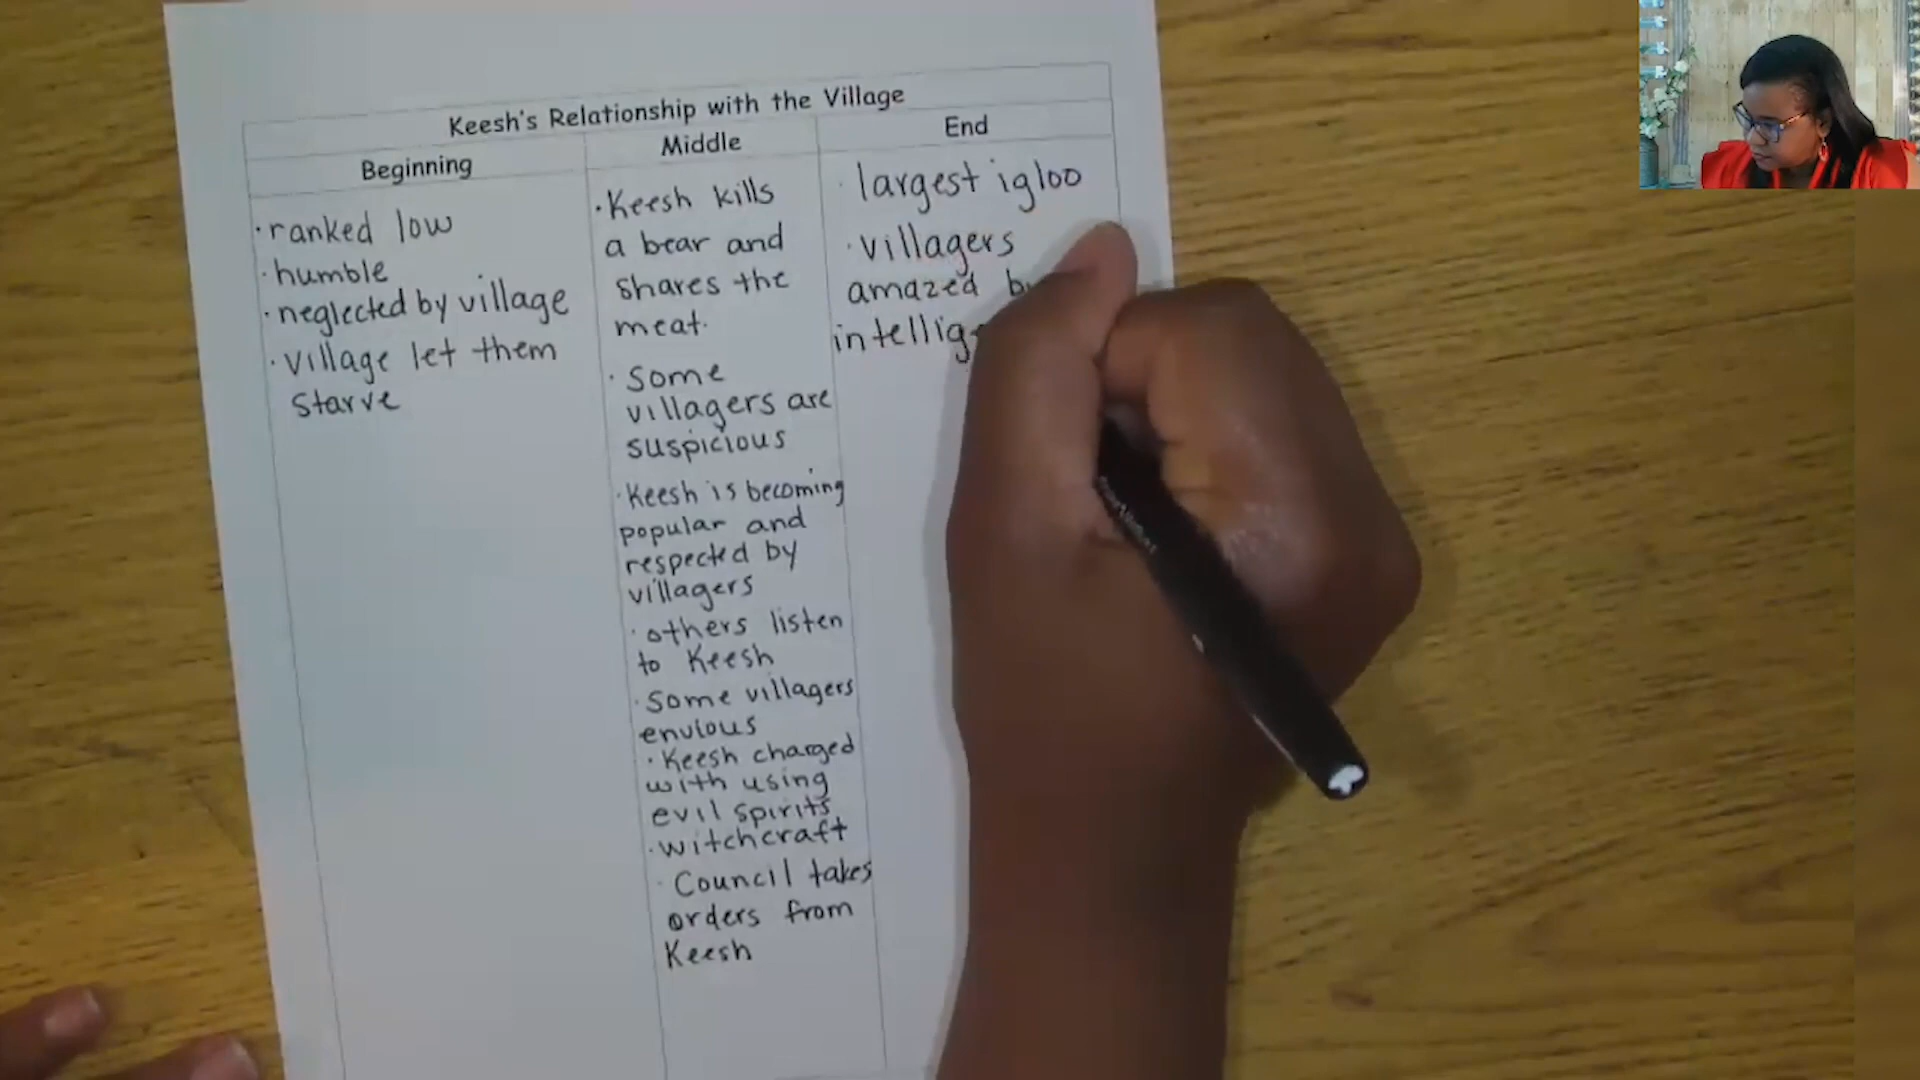 Keesh's Relationship with the Village
Beginning
· ranked low
· humble
· neglected by village
· village let them
starve
Middle
· Keesh kills
a bear and
shares the
meat.
· Some
villagers are
suspicious
· Keesh is becoming
popular and
respected by
villagers
· others listen
to Keesh
· Some villagers
envious
· Keesh charged
with using
evil spirits
· witchcraft
· Council takes
orders from
Keesh
End
· largest igloo
· villagers
amazed